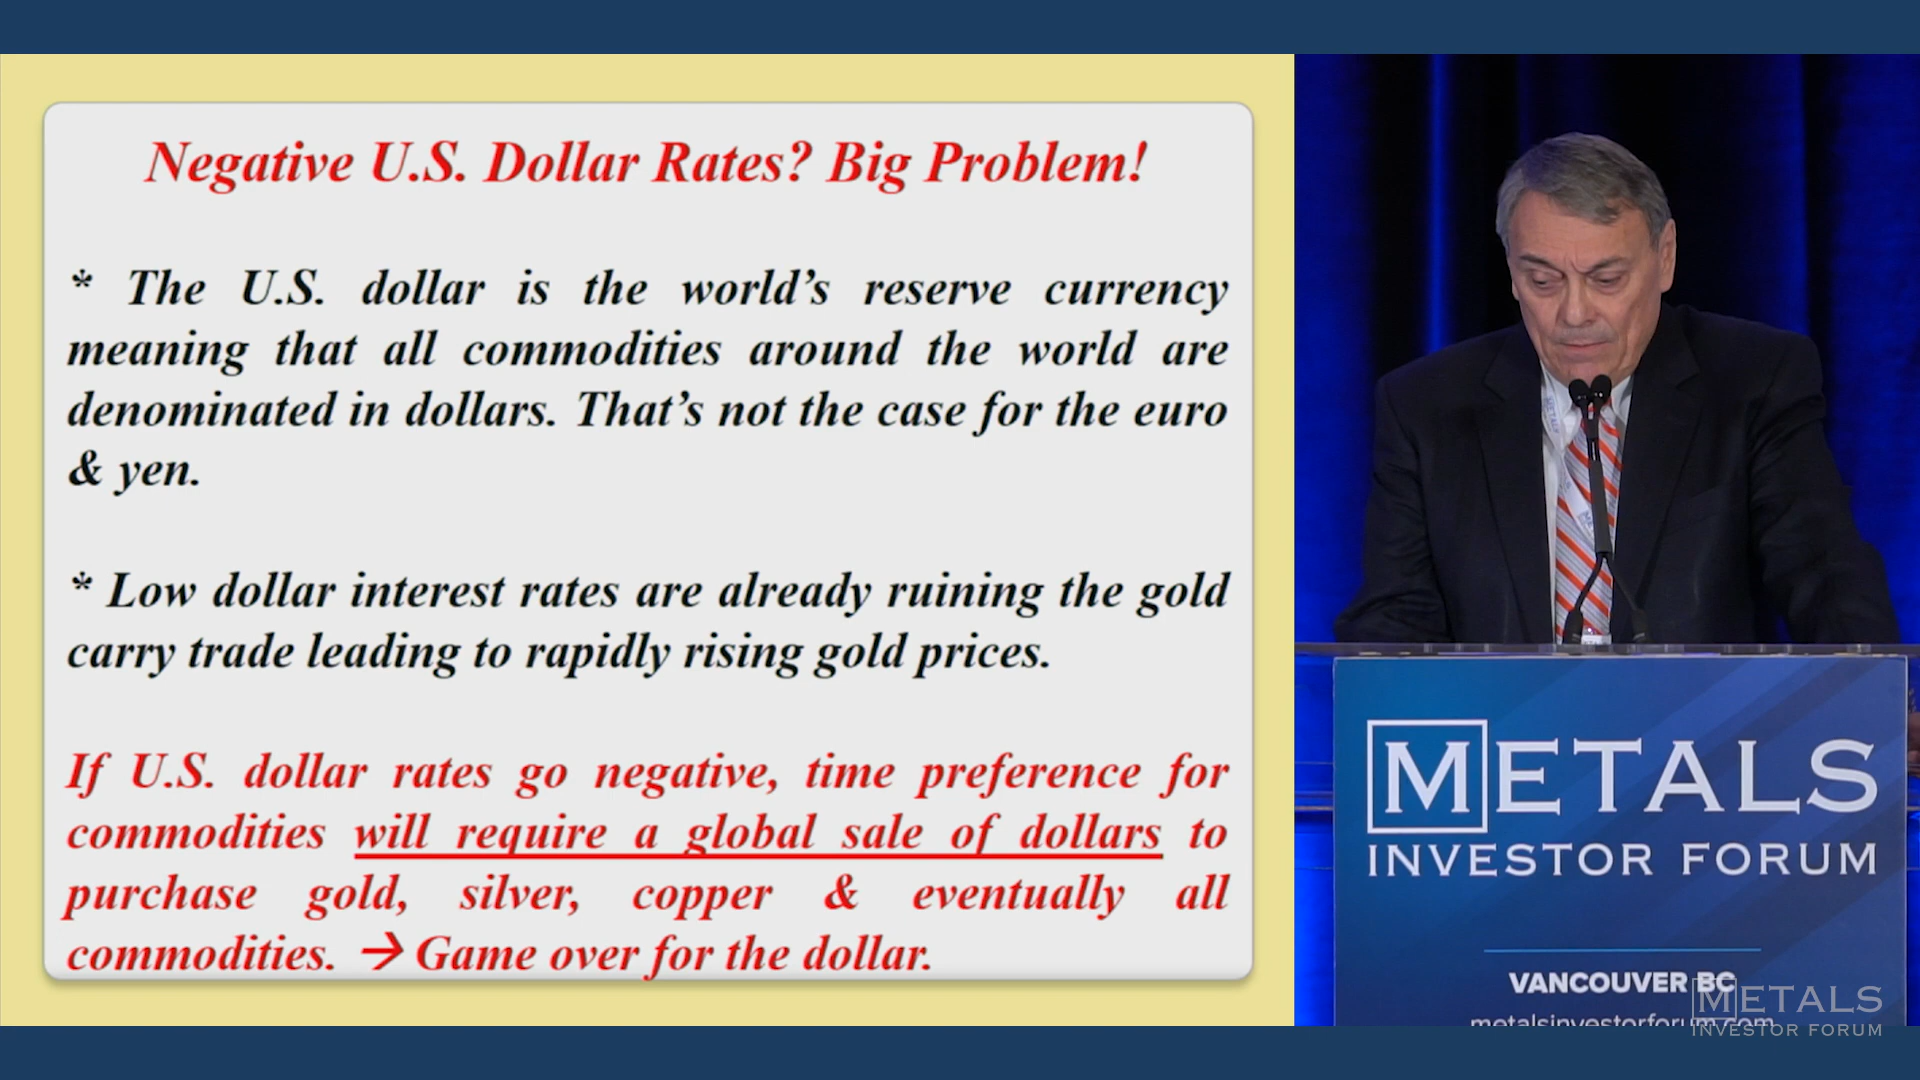 Negative U.S. Dollar Rates? Big Problem!
* The U.S. dollar is the world’s reserve currency
meaning that all commodities around the world are
denominated in dollars. That’s not the case for the euro
& yen.
* Low dollar interest rates are already ruining the gold
carry trade leading to rapidly rising gold prices.
If U.S. dollar rates go negative, time preference for
commodities will require a global sale of dollars to
purchase gold, silver, copper & eventually all
commodities. → Game over for the dollar.
METALS
INVESTOR FORUM
VANCOUVER BC
metalsinvestorforum.com
METALS
INVESTOR FORUM